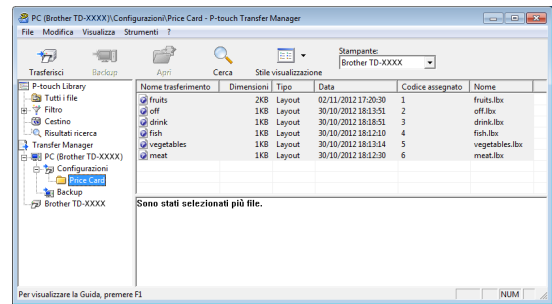 PC (Brother TD-XXXX)\Configurazioni\Price Card - P-touch Transfer Manager
File Modifica Visualizza Strumenti ?
Trasferisci Backup Apri Cerca Stile visualizzazione
Stampante:
Brother TD-XXXX
P-touch Library
Tutti i file
Filtro
Cestino
Risultati ricerca
Transfer Manager
PC (Brother TD-XXXX)
Configurazioni
Price Card
Backup
Brother TD-XXXX
Nome trasferimento Dimensioni Tipo Data Codice assegnato Nome
fruits 2KB Layout 02/11/2012 17:20:30 1 fruits.lbx
off 1KB Layout 30/10/2012 18:13:51 2 off.lbx
drink 1KB Layout 30/10/2012 18:18:51 3 drink.lbx
fish 1KB Layout 30/10/2012 18:12:10 4 fish.lbx
vegetables 1KB Layout 30/10/2012 18:13:14 5 vegetables.lbx
meat 1KB Layout 30/10/2012 18:12:30 6 meat.lbx
Sono stati selezionati più file.
Per visualizzare la Guida, premere F1
NUM